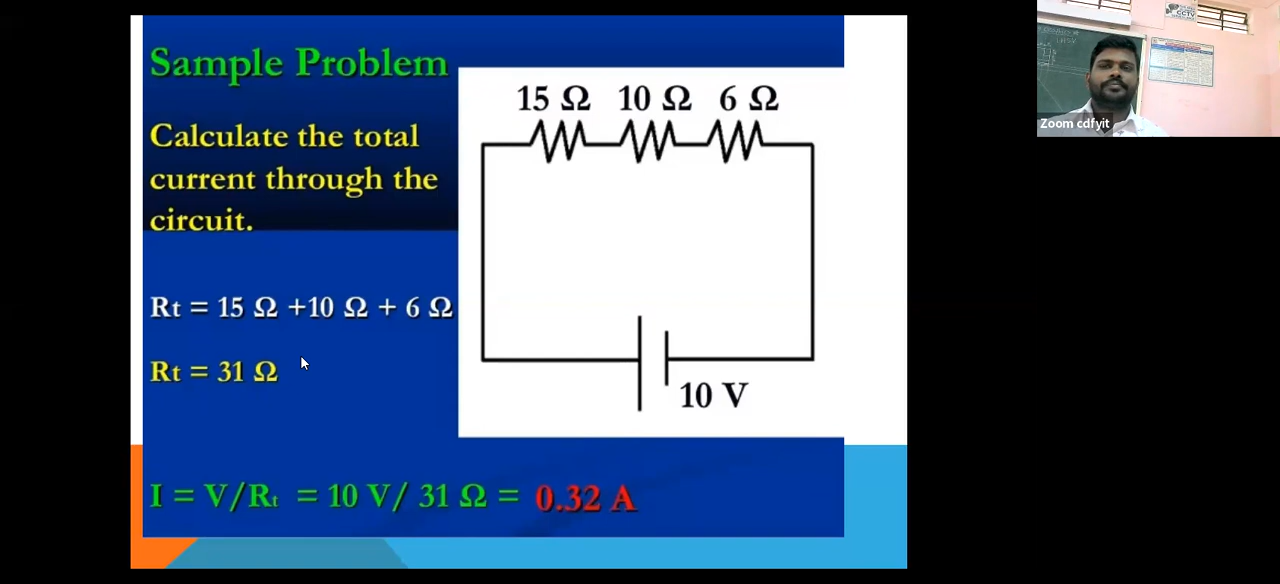 Sample Problem
Calculate the total
current through the
circuit.
Rt = 15 Ω +10 Ω + 6 Ω
Rt = 31 Ω
I = V/Rt = 10 V/ 31 Ω = 0.32 A
15 Ω 10 Ω 6 Ω
10 V
CCTV
Zoom cdfyit